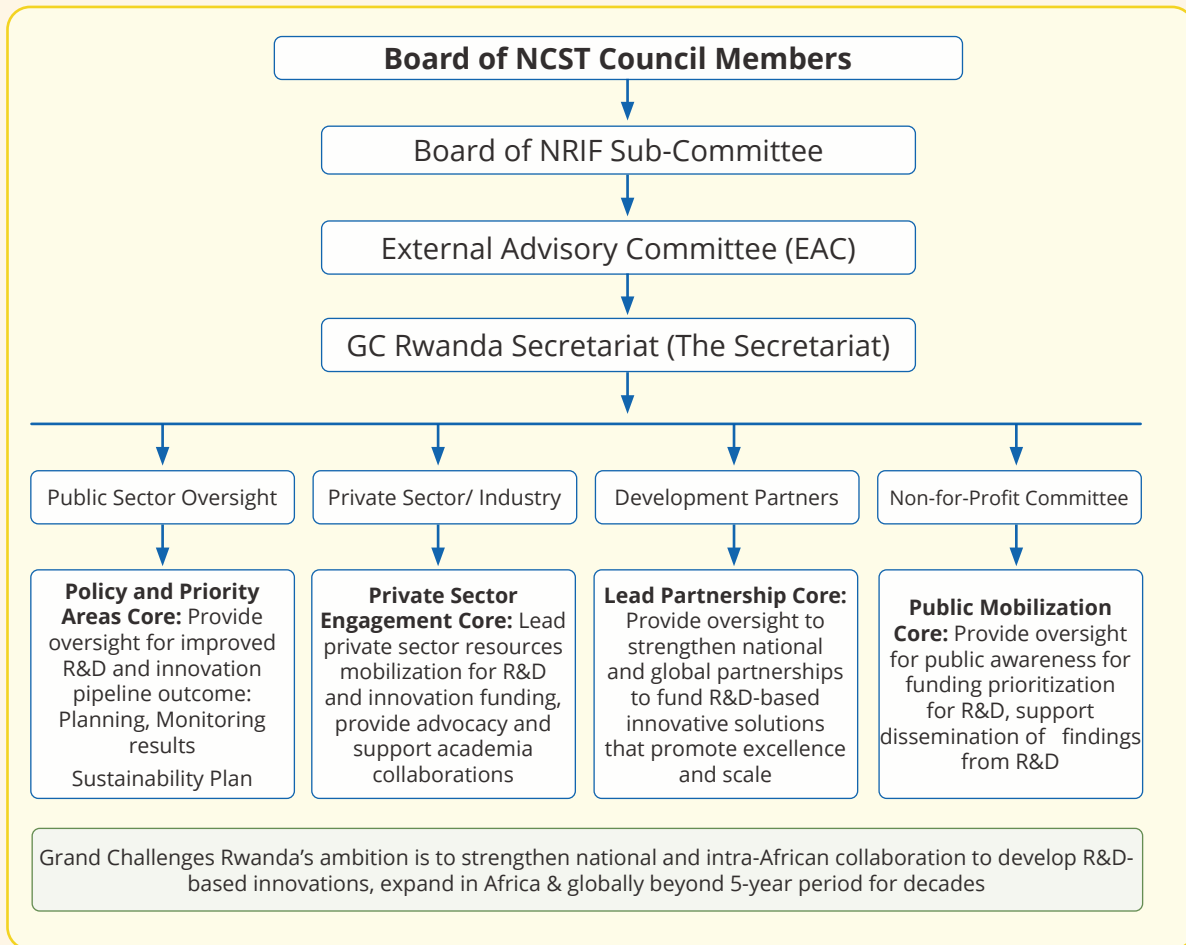 Board of NCST Council Members
Board of NRIF Sub-Committee
External Advisory Committee (EAC)
GC Rwanda Secretariat (The Secretariat)
Public Sector Oversight
Private Sector/ Industry
Development Partners
Non-for-Profit Committee
Policy and Priority
Areas Core: Provide
oversight for improved
R&D and innovation
pipeline outcome:
Planning, Monitoring
results
Sustainability Plan
Private Sector
Engagement Core: Lead
private sector resources
mobilization for R&D
and innovation funding,
provide advocacy and
support academia
collaborations
Lead Partnership Core:
Provide oversight to
strengthen national
and global partnerships
to fund R&D-based
innovative solutions
that promote excellence
and scale
Public Mobilization
Core: Provide oversight
for public awareness for
funding prioritization
for R&D, support
dissemination of findings
from R&D
Grand Challenges Rwanda’s ambition is to strengthen national and intra-African collaboration to develop R&D-
based innovations, expand in Africa & globally beyond 5-year period for decades